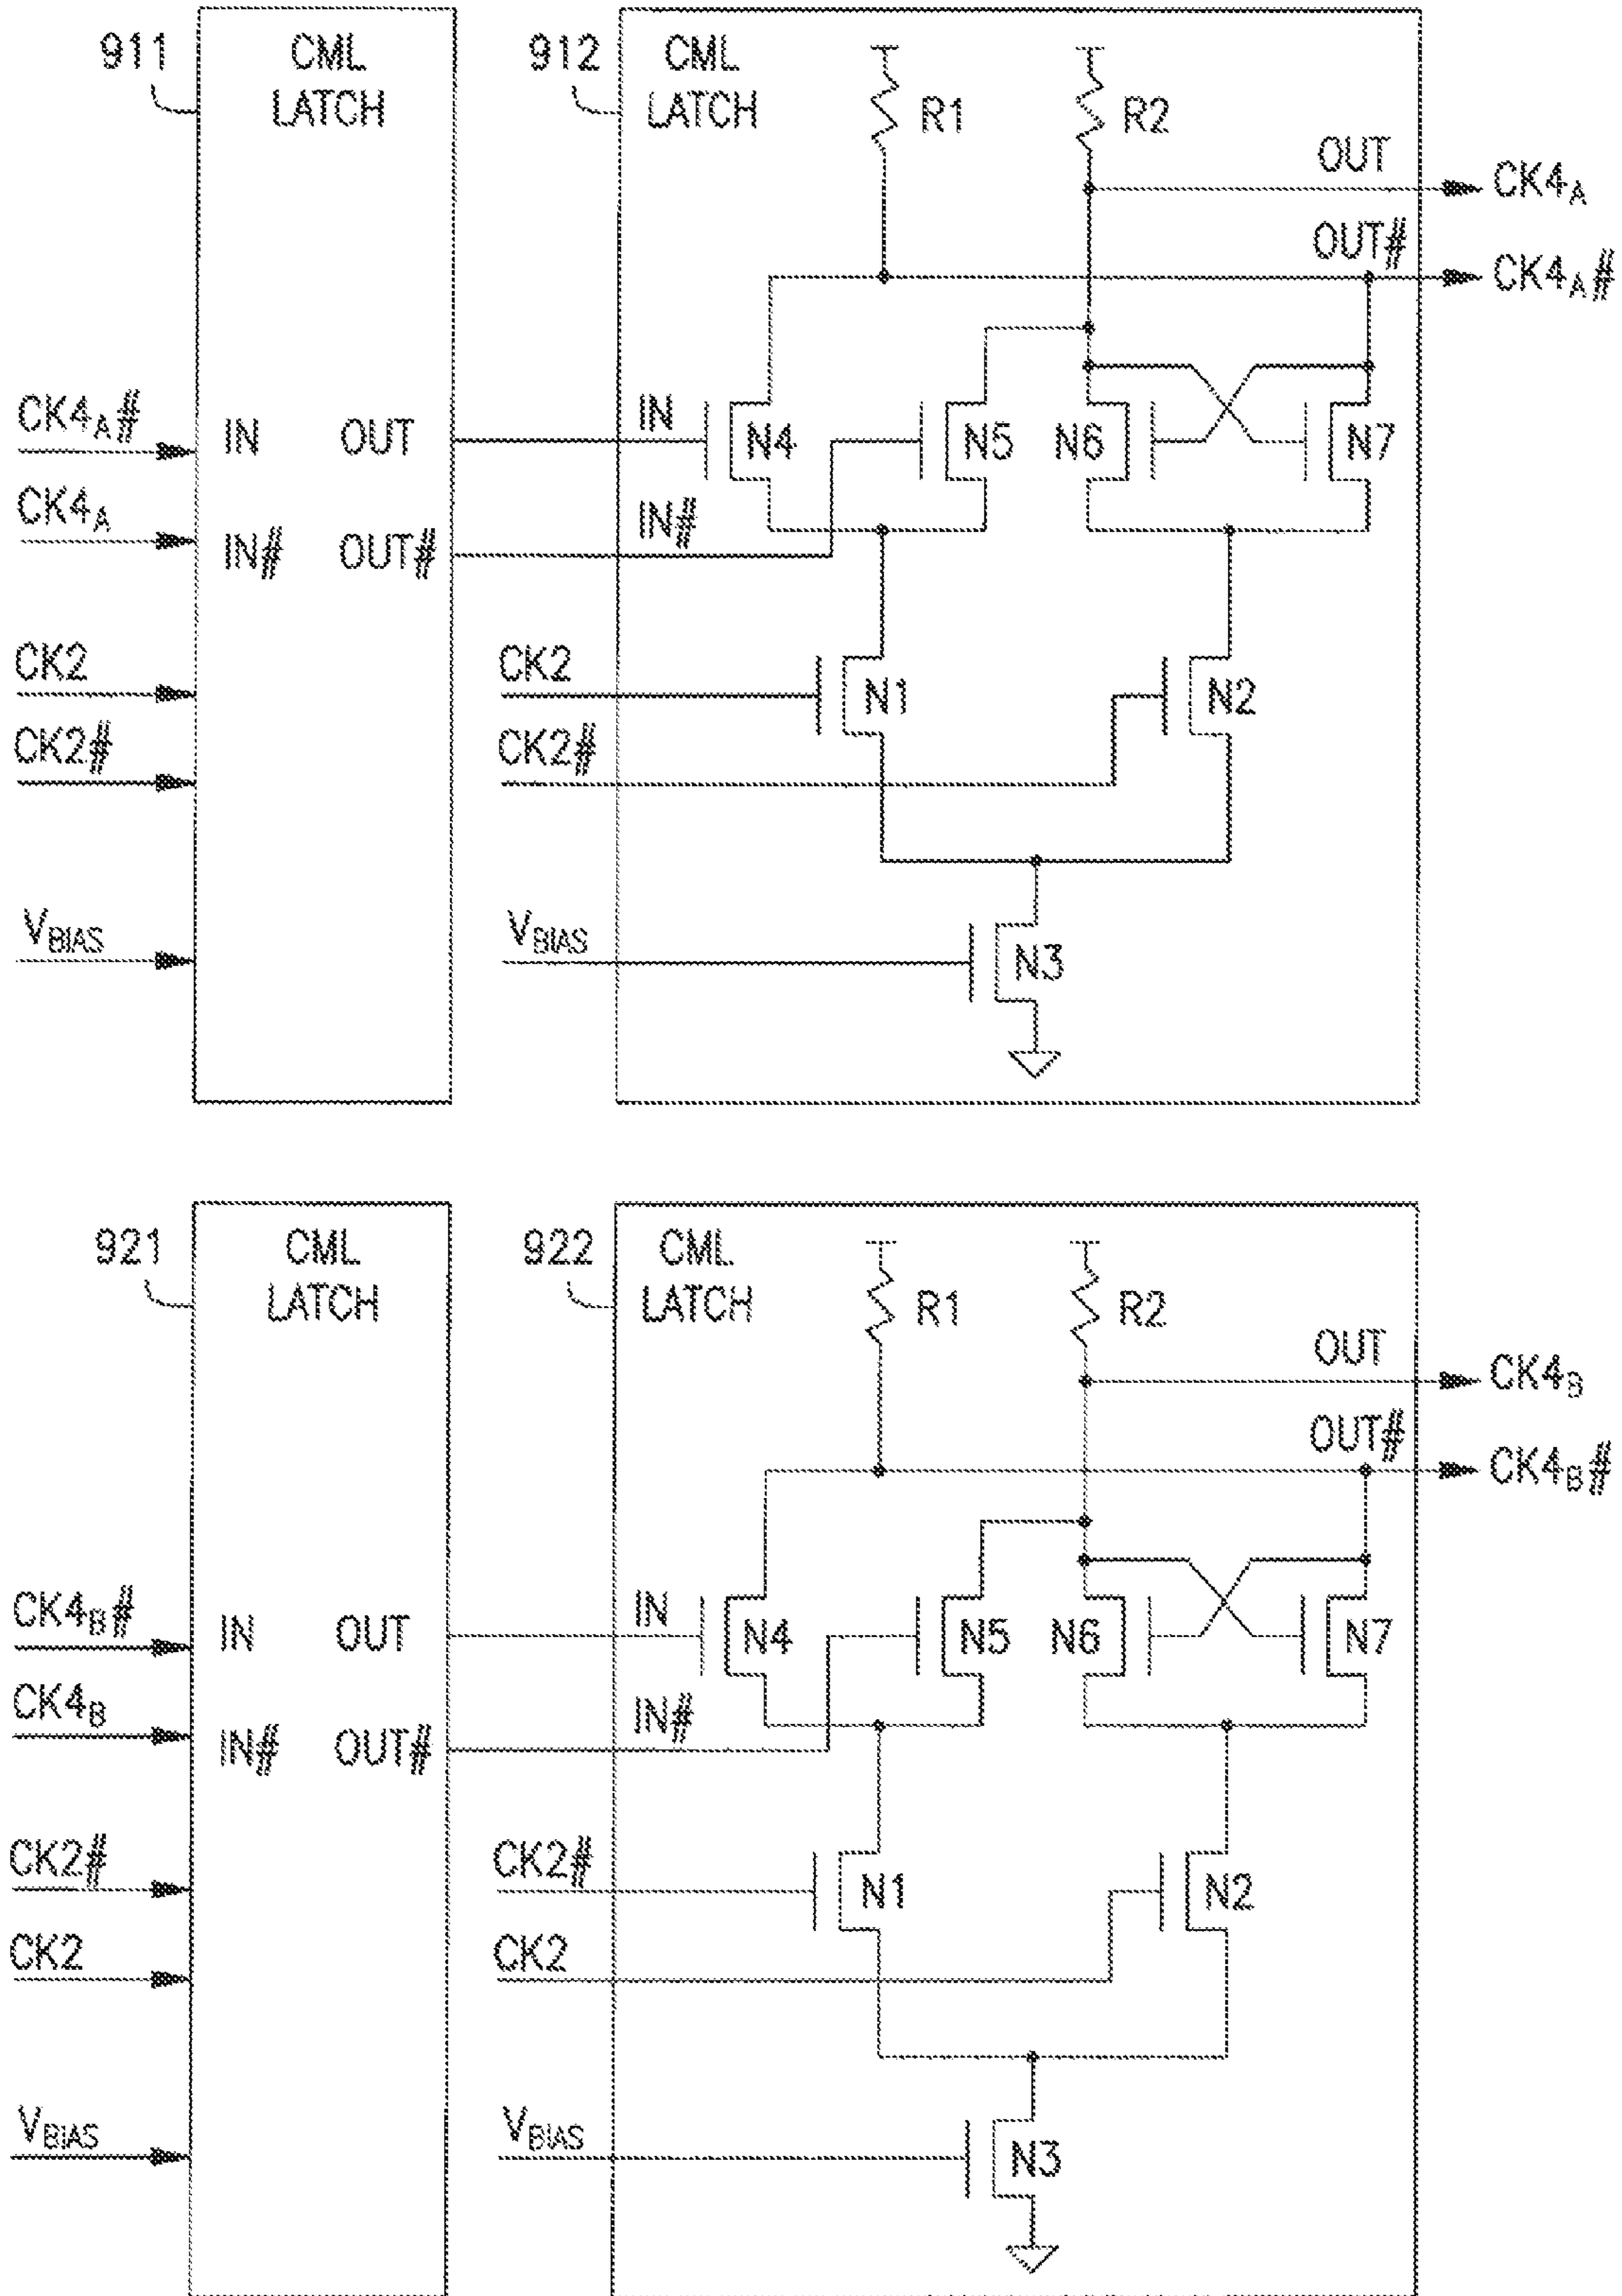 911
CML
LATCH
912
CML
LATCH
R1
R2
OUT
CK4A
OUT#
CK4A#
CK4A#
IN
OUT
IN
N4
N5
N6
N7
CK4A
IN#
OUT#
IN#
CK2
CK2
N1
N2
CK2#
CK2#
VBIAS
VBIAS
N3
921
CML
LATCH
922
CML
LATCH
R1
R2
OUT
CK4B
OUT#
CK4B#
CK4B#
IN
OUT
IN
N4
N5
N6
N7
CK4B
IN#
OUT#
IN#
CK2#
CK2#
N1
N2
CK2
CK2
VBIAS
VBIAS
N3